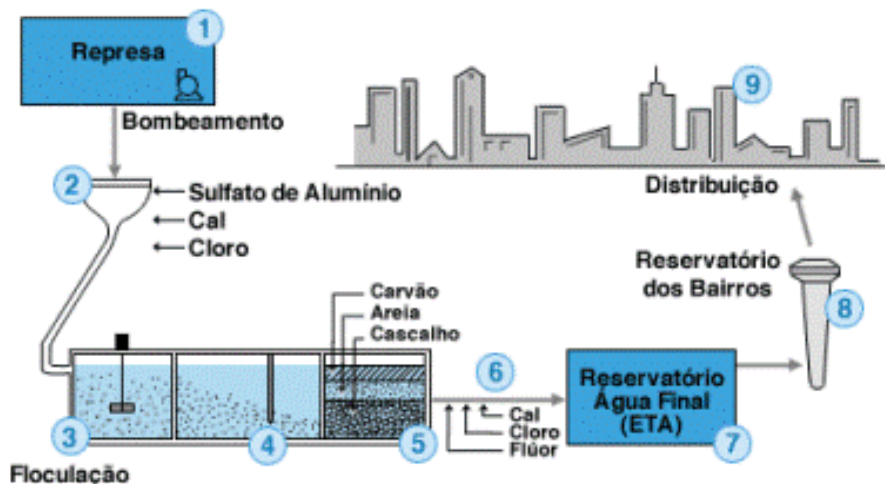 1
Represa
Bombeamento
2
Sulfato de Alumínio
Cal
Cloro
9
Distribuição
Reservatório
dos Bairros
8
Carvão
Areia
Cascalho
3
Floculação
4
5
6
Cal
Cloro
Flúor
Reservatório
Água Final
(ETA)
7